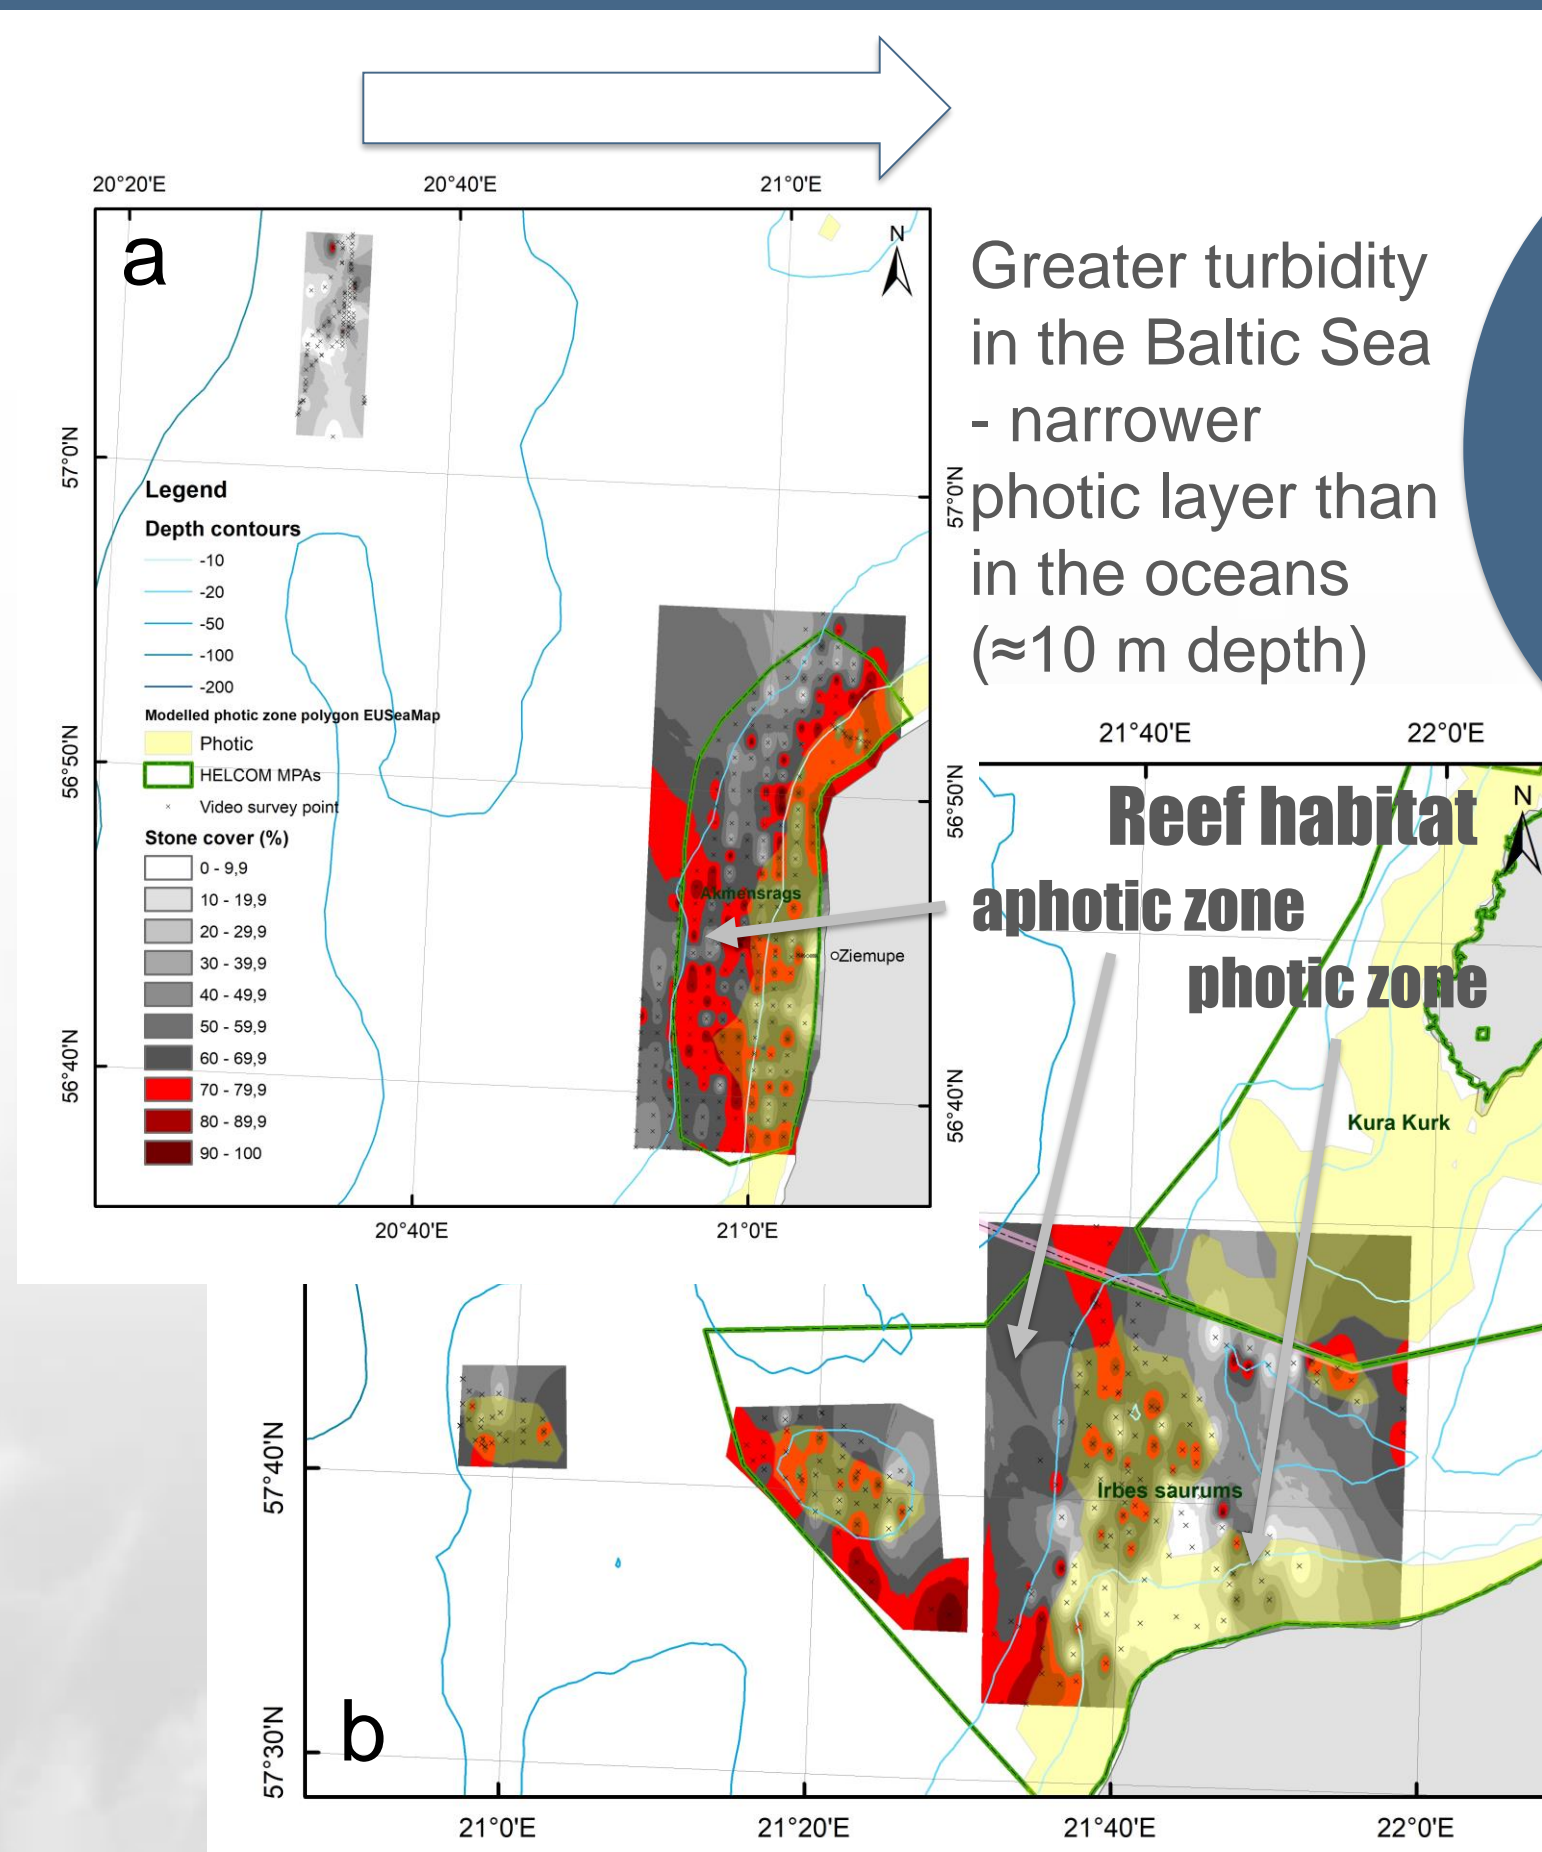 20°20'E
20°40'E
21°0'E
a
N
57°0'N
56°50'N
56°40'N
Legend
Depth contours
-10
-20
-50
-100
-200
Modelled photic zone polygon EUSeaMap
Photic
HELCOM MPAs
× Video survey point
Stone cover (%)
0 - 9,9
10 - 19,9
20 - 29,9
30 - 39,9
40 - 49,9
50 - 59,9
60 - 69,9
70 - 79,9
80 - 89,9
90 - 100
Akmensrags
Ziemupe
57°0'N
56°50'N
56°40'N
20°40'E
21°0'E
Greater turbidity
in the Baltic Sea
- narrower
photic layer than
in the oceans
(≈10 m depth)
21°40'E
22°0'E
N
Reef habitat
aphotic zone
photic zone
Kura Kurk
Irbes saurums
57°40'N
57°30'N
b
21°0'E
21°20'E
21°40'E
22°0'E